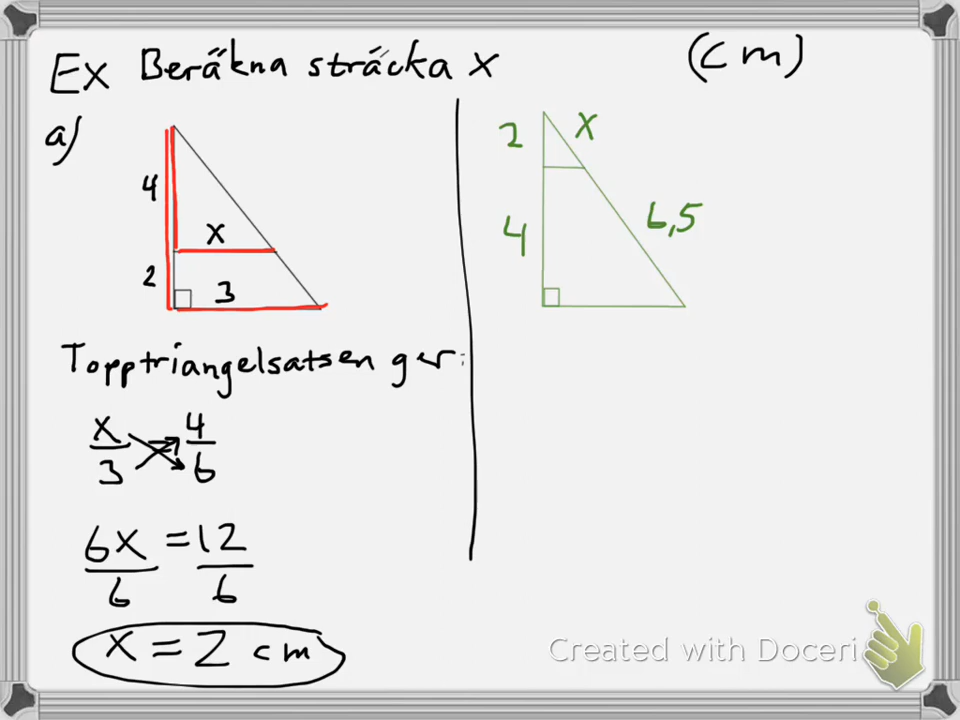 Ex Beräkna sträcka x (cm)
a)
4
x
2
3
2 x
4 6,5
Topptriangelsatsen ger:
x/3 = 4/6
6x/6 = 12/6
x = 2 cm
Created with Doceri